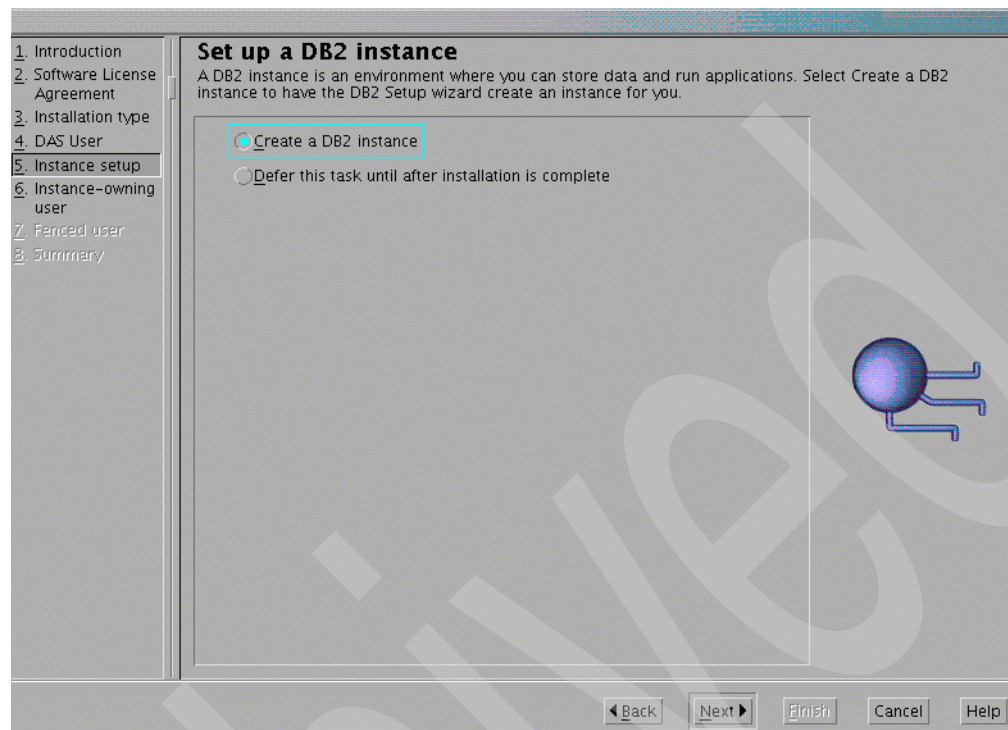 1. Introduction
2. Software License
Agreement
3. Installation type
4. DAS User
5. Instance setup
6. Instance-owning
user
7. Fenced user
8. Summary
Set up a DB2 instance
A DB2 instance is an environment where you can store data and run applications. Select Create a DB2
instance to have the DB2 Setup wizard create an instance for you.
Create a DB2 instance
Defer this task until after installation is complete
Back
Next
Finish
Cancel
Help
hived